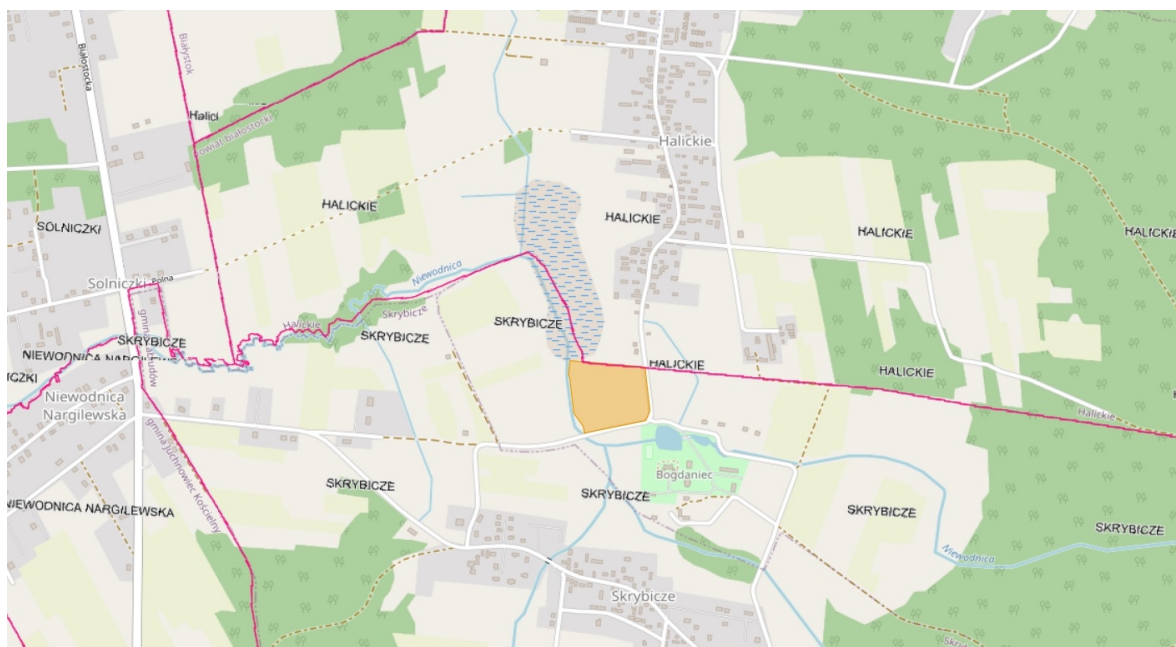 Białostocka
Białystok
Halici
powiat białostocki
Halickie
HALICKIE
HALICKIE
HALICKIE
HALICKIE
SOLNICZKI
Niewodnica
Solniczki
Polna
gmina Zabłudów
Halickie
Skrybicze
SKRYBICZE
SKRYBICZE
SKRYBICZE
NIEWODNICA NARGILEWSKA
HALICKIE
HALICKIE
Niewodnica
Nargilewska
Halickie
gmina Juchnowiec Kościelny
Bogdaniec
SKRYBICZE
SKRYBICZE
NIEWODNICA NARGILEWSKA
SKRYBICZE
SKRYBICZE
Niewodnica
Skrybicze